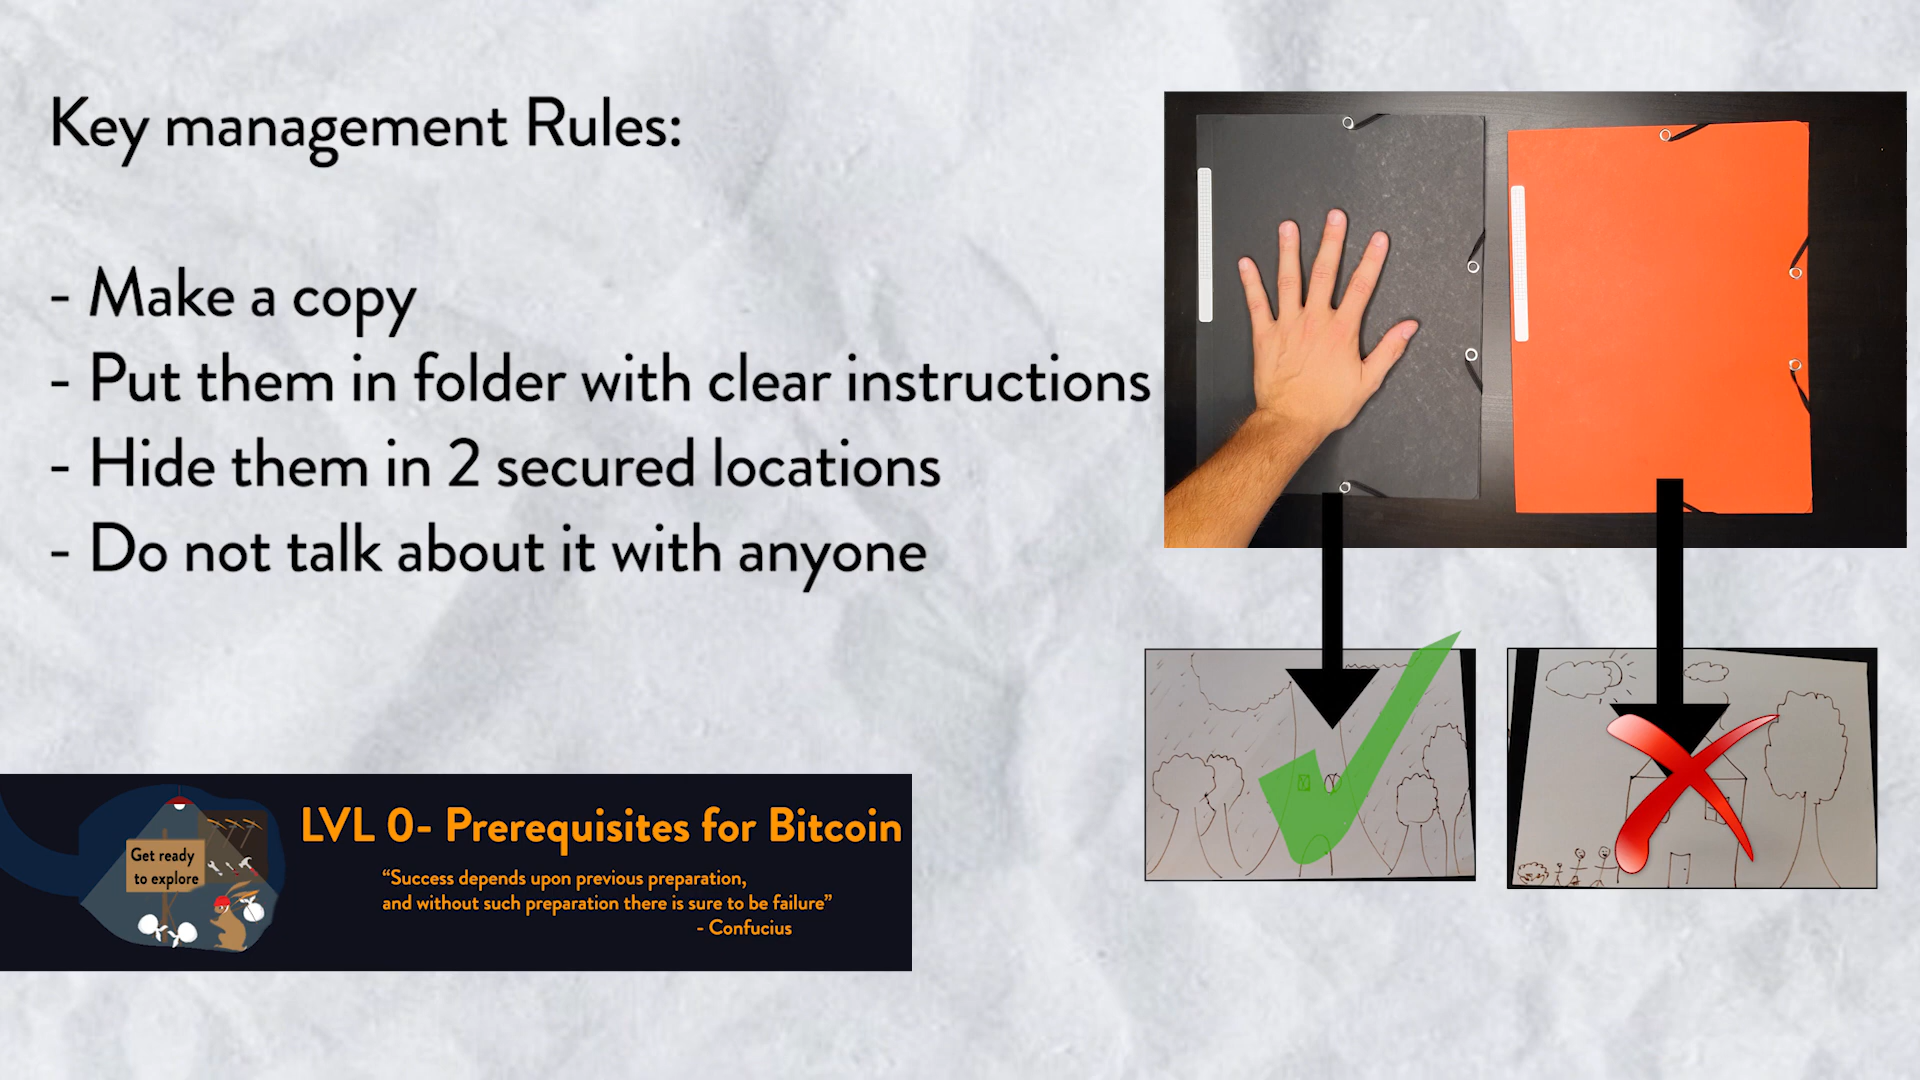 Key management Rules:
- Make a copy
- Put them in folder with clear instructions
- Hide them in 2 secured locations
- Do not talk about it with anyone
Get ready
to explore
LVL 0- Prerequisites for Bitcoin
“Success depends upon previous preparation,
and without such preparation there is sure to be failure”
- Confucius